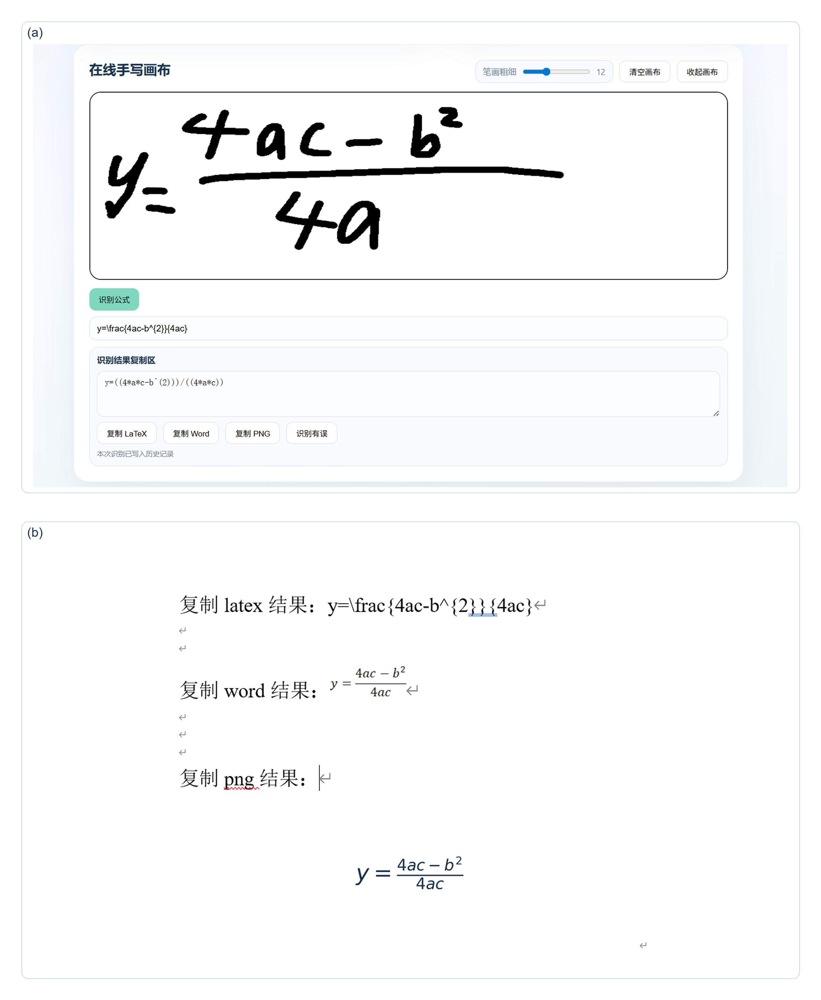 (a)
在线手写画布
笔画粗细 12 清空画布 收起画布
4ac-b²
y=
4a
识别公式
y=\frac{4ac-b^{2}}{4ac}
识别结果复制区
y=((4*a*c-b^(2)))/((4*a*c))
复制 LaTeX 复制 Word 复制 PNG 识别有误
本次识别已写入历史记录
(b)
复制 latex 结果：y=\frac{4ac-b^{2}}{4ac}↵
↵
↵
复制 word 结果： y = \frac{4ac − b²}{4ac}↵
↵
↵
↵
复制 png 结果：↵
y = \frac{4ac − b²}{4ac}
↵